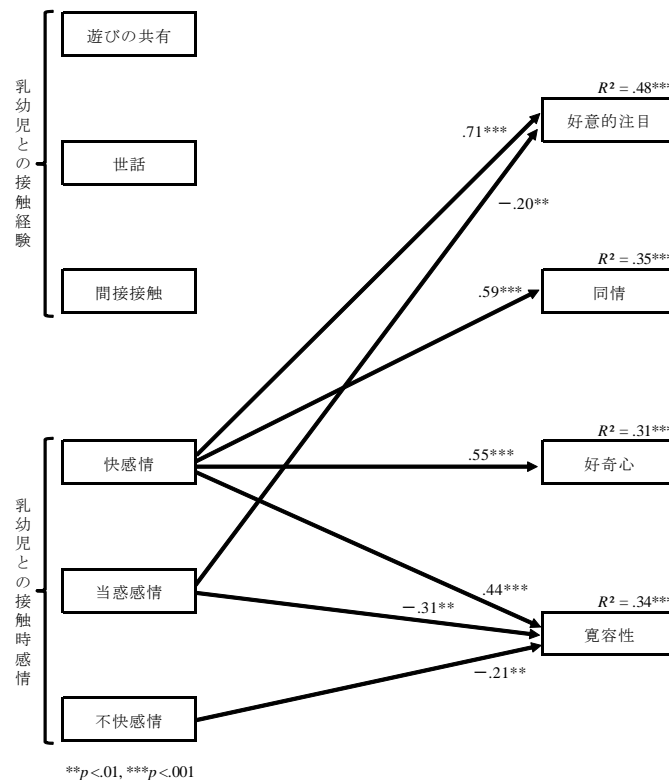 乳幼児との接触経験
遊びの共有
世話
間接接触
乳幼児との接触時感情
快感情
当惑感情
不快感情
.71***
－.20**
.59***
.55***
.44***
－.31**
－.21**
R² = .48***
好意的注目
R² = .35***
同情
R² = .31***
好奇心
R² = .34***
寛容性
**p<.01, ***p<.001